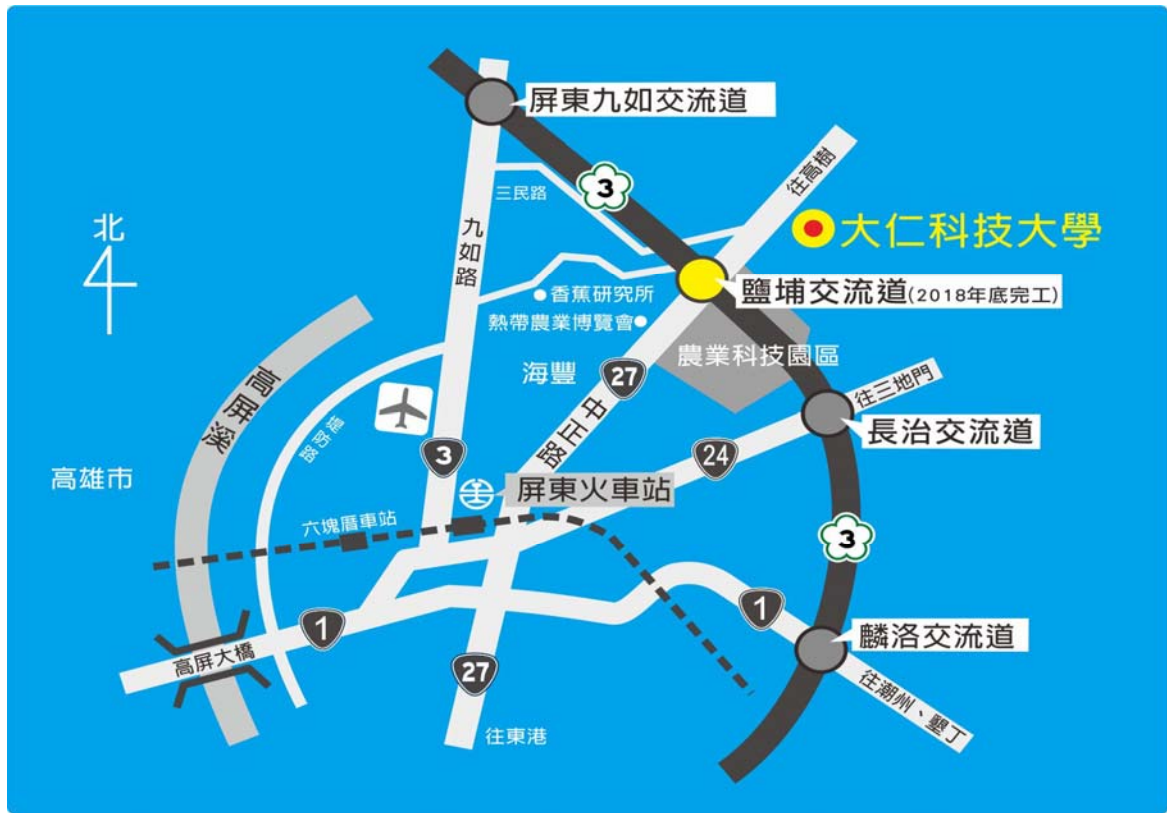 屏東九如交流道
往高樹
3
三民路
北
九如路
大仁科技大學
鹽埔交流道(2018年底完工)
香蕉研究所
熱帶農業博覽會
農業科技園區
海豐
27
往三地門
高屏溪
堤防路
中正路
長治交流道
3
24
高雄市
屏東火車站
六塊厝車站
3
1
1
麟洛交流道
高屏大橋
27
往潮州、墾丁
往東港